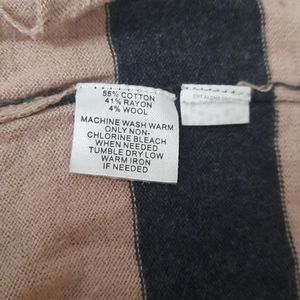 55% COTTON
41% RAYON
4% WOOL
MACHINE WASH WARM
ONLY NON-
CHLORINE BLEACH
WHEN NEEDED
TUMBLE DRY LOW
WARM IRON
IF NEEDED